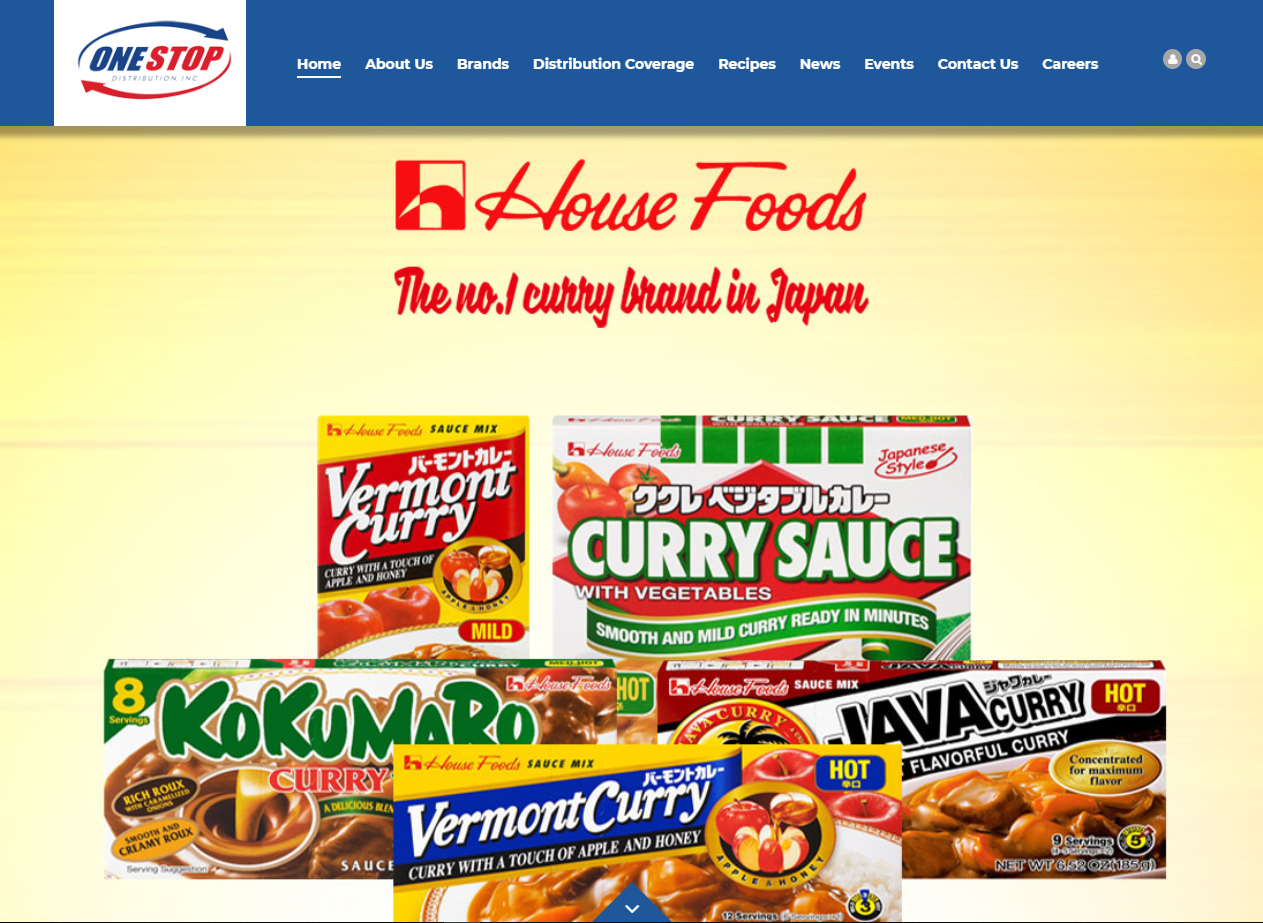 ONE STOP
DISTRIBUTION, INC
Home About Us Brands Distribution Coverage Recipes News Events Contact Us Careers
House Foods
The no.1 curry brand in Japan
House Foods SAUCE MIX
バーモントカレー
Vermont
Curry
CURRY WITH A TOUCH OF
APPLE AND HONEY
APPLE & HONEY
MILD
CURRY SAUCE
WITH VEGETABLES
MED-HOT
House Foods
Japanese
Style
ククレ ベジタブルカレー
CURRY SAUCE
WITH VEGETABLES
SMOOTH AND MILD CURRY READY IN MINUTES
8
Servings
House Foods
KOKUMARO
CURRY
RICH ROUX
WITH CARAMELIZED
ONIONS
SMOOTH AND
CREAMY ROUX
A DELICIOUS BLEN
Serving Suggestion
SAUCE
HOT
House Foods SAUCE MIX
JAVA CURRY
ジャワカレー
JAVA CURRY
HOT
辛口
FLAVORFUL CURRY
Concentrated
for maximum
flavor
9 Servings
5
NET WT 6.52 OZ (185 g)
House Foods SAUCE MIX
バーモントカレー
Vermont Curry
HOT
辛口
CURRY WITH A TOUCH OF APPLE AND HONEY
APPLE & HONEY
3
12 Servings